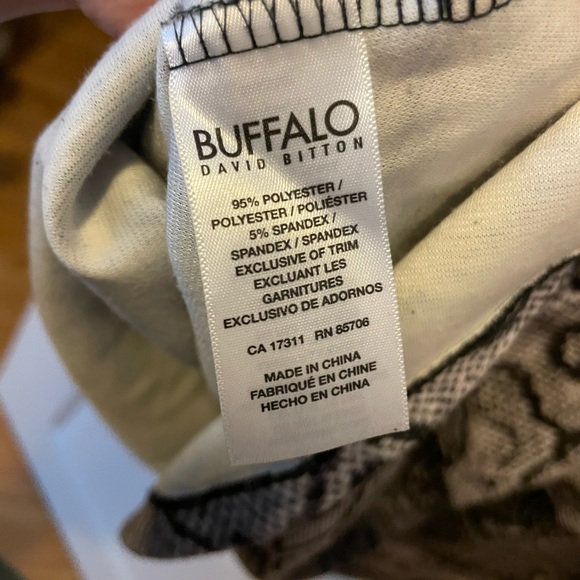 BUFFALO
DAVID BITTON
95% POLYESTER /
POLYESTER / POLIÉSTER
5% SPANDEX /
SPANDEX / SPANDEX
EXCLUSIVE OF TRIM
EXCLUANT LES
GARNITURES
EXCLUSIVO DE ADORNOS
CA 17311 RN 85706
MADE IN CHINA
FABRIQUÉ EN CHINE
HECHO EN CHINA